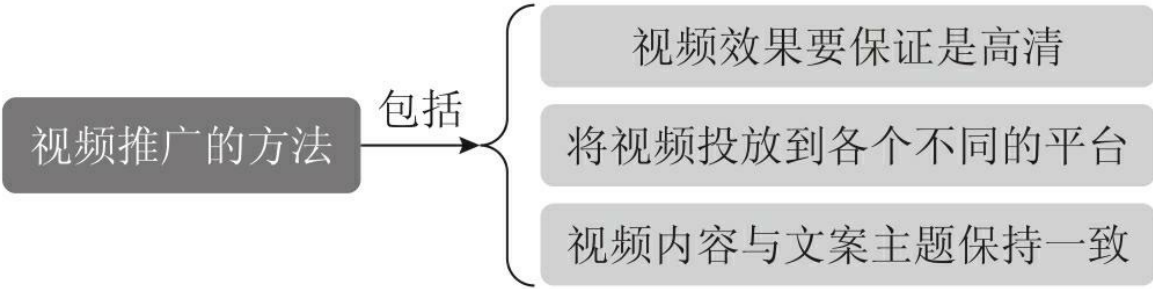 视频推广的方法
包括
视频效果要保证是高清
将视频投放到各个不同的平台
视频内容与文案主题保持一致